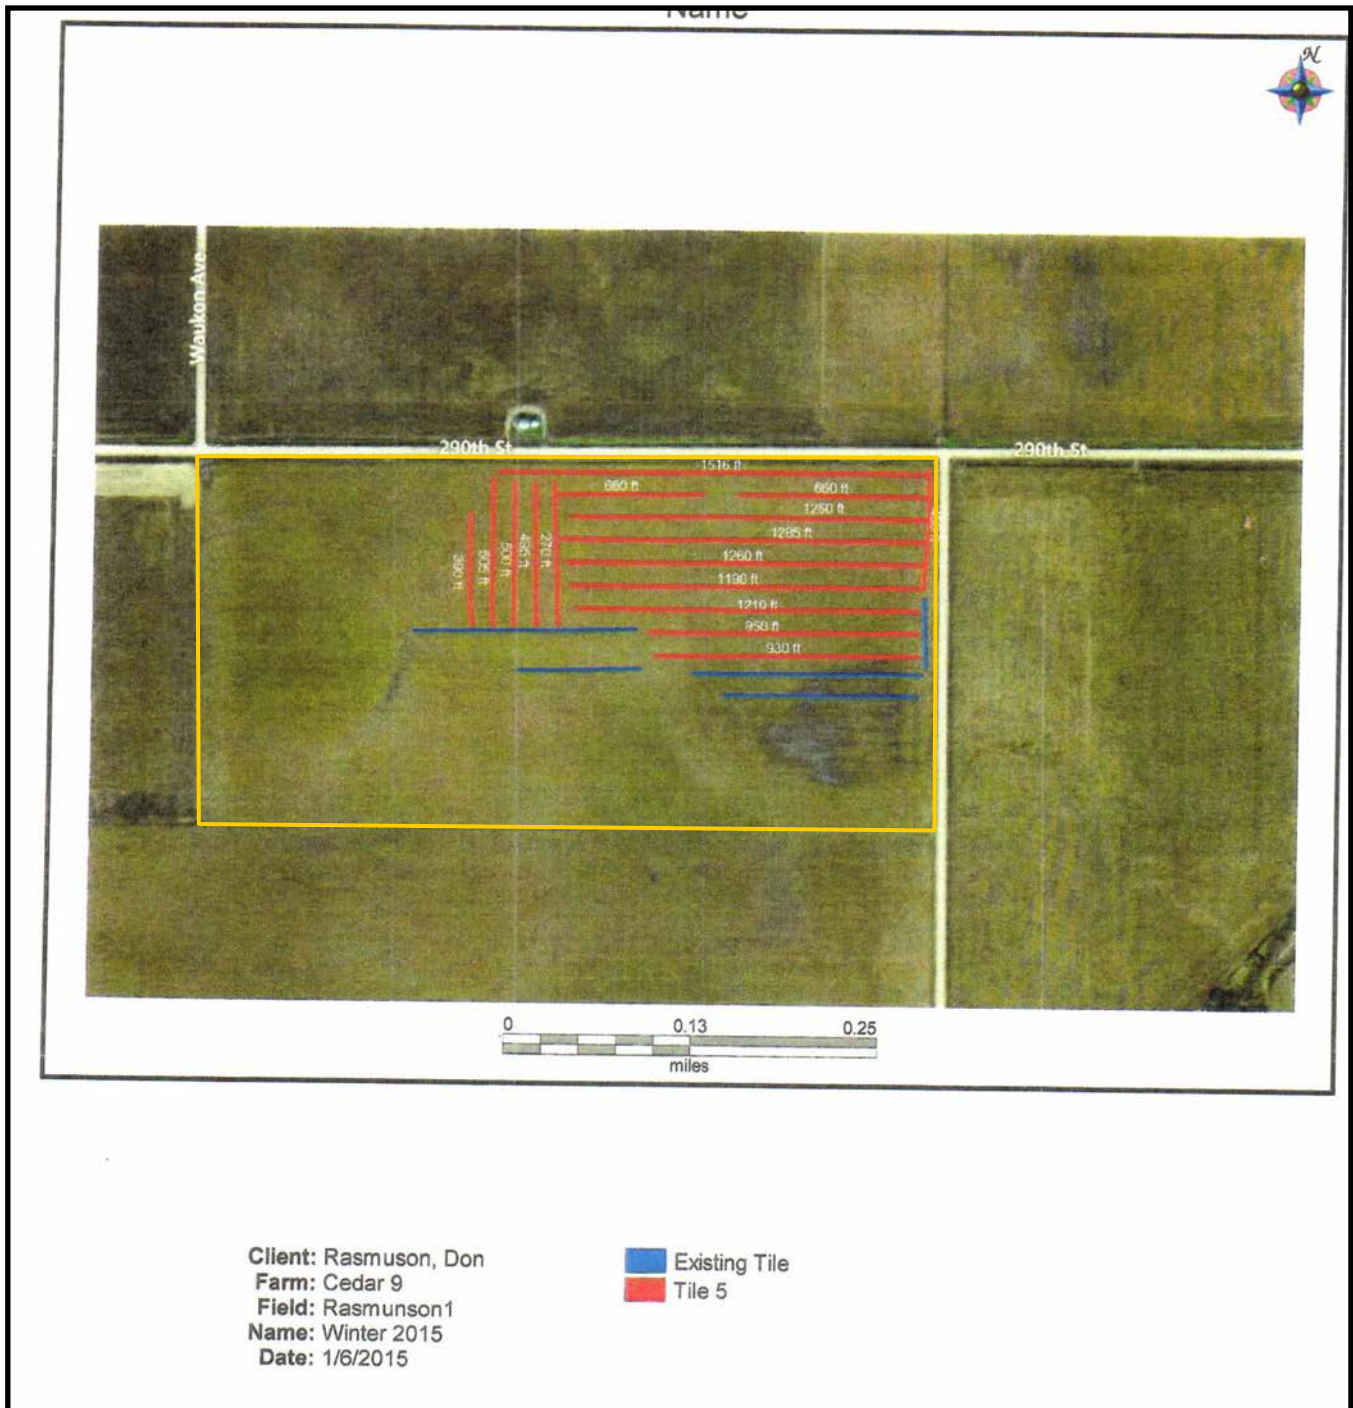 Name
N
Waukon Ave
290th St
290th St
1516 ft
660 ft
660 ft
1260 ft
1285 ft
1260 ft
1190 ft
1210 ft
950 ft
930 ft
390 ft
505 ft
500 ft
495 ft
270 ft
0 0.13 0.25
miles
Client: Rasmuson, Don
Farm: Cedar 9
Field: Rasmunson1
Name: Winter 2015
Date: 1/6/2015
Existing Tile
Tile 5